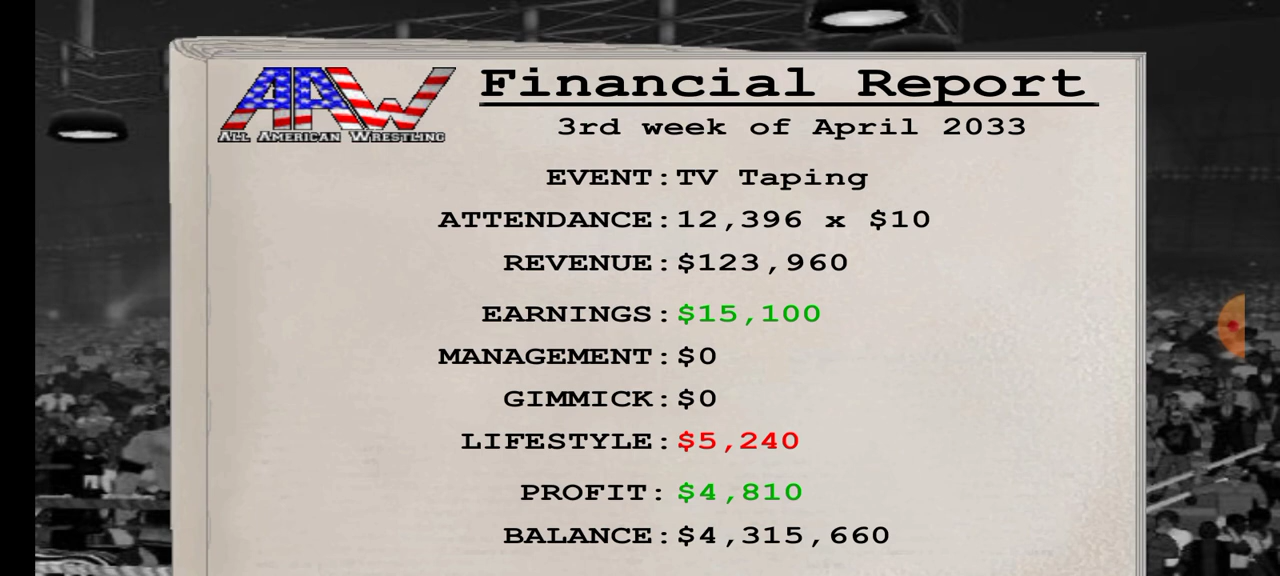 AAW
ALL AMERICAN WRESTLING
Financial Report
3rd week of April 2033
EVENT: TV Taping
ATTENDANCE: 12,396 x $10
REVENUE: $123,960
EARNINGS: $15,100
MANAGEMENT: $0
GIMMICK: $0
LIFESTYLE: $5,240
PROFIT: $4,810
BALANCE: $4,315,660